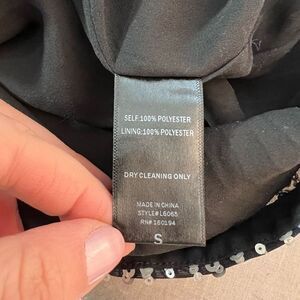 SELF:100% POLYESTER
LINING:100% POLYESTER
DRY CLEANING ONLY
MADE IN CHINA
STYLE# L6065
RN# 160194
S